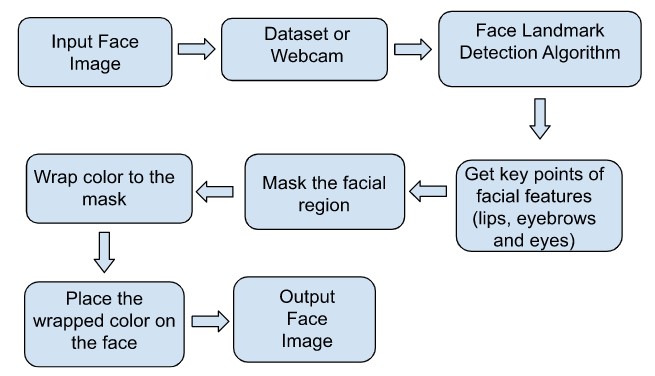 Input Face
Image
Dataset or
Webcam
Face Landmark
Detection Algorithm
Get key points of
facial features
(lips, eyebrows
and eyes)
Mask the facial
region
Wrap color to the
mask
Place the
wrapped color on
the face
Output
Face
Image